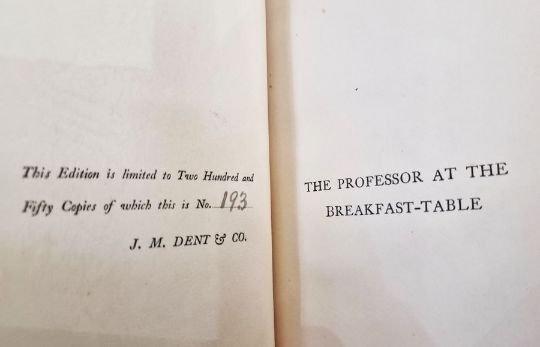 This Edition is limited to Two Hundred and
Fifty Copies of which this is No. 193
J. M. DENT & CO.
THE PROFESSOR AT THE
BREAKFAST-TABLE